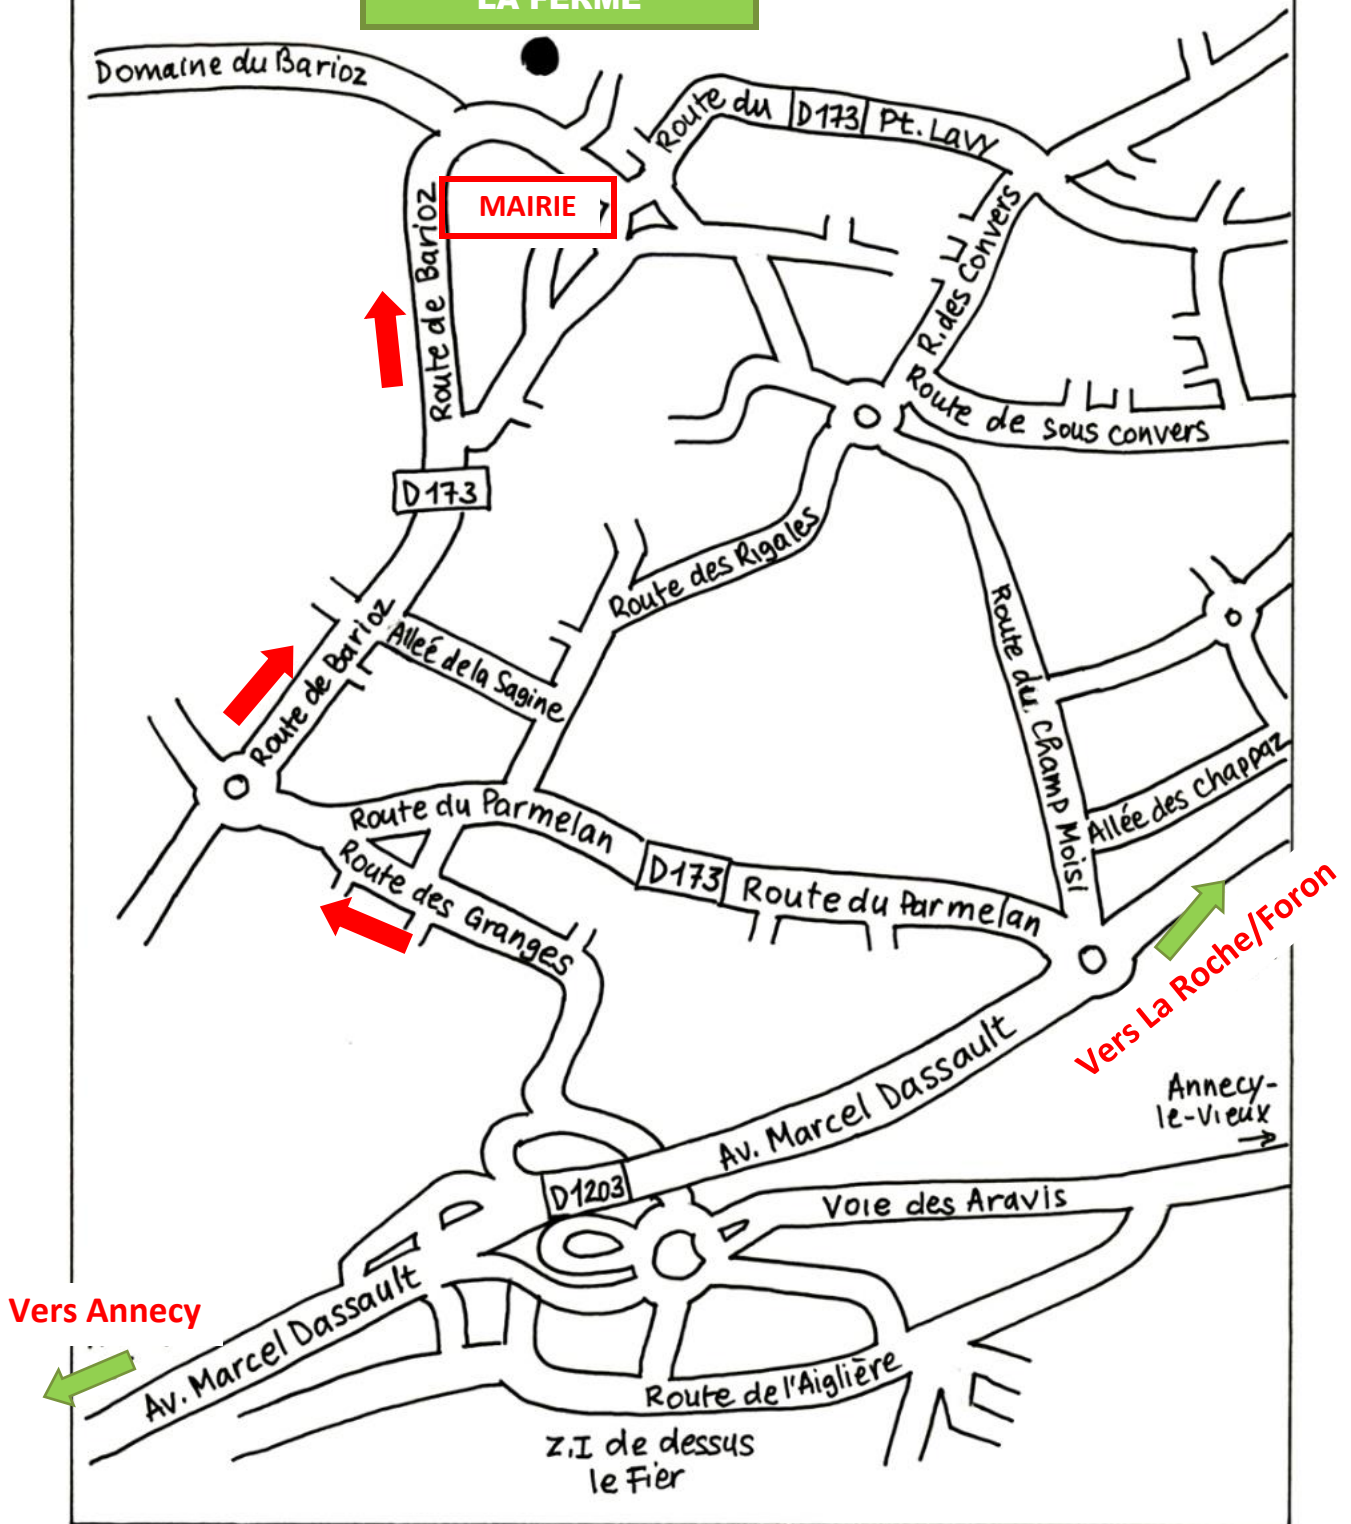 LA FERME
Domaine du Barioz
Route du D173 Pt. Lavy
MAIRIE
Route de Barioz
R. des Convers
Route de sous convers
D173
Route des Rigales
Route de Barioz
Alleé de la Sagine
Route du Champ Moisi
Allée des Chappaz
Route du Parmelan
D173
Route du Parmelan
Route des Granges
Vers La Roche/Foron
Av. Marcel Dassault
Annecy-
le-Vieux
D1203
Voie des Aravis
Vers Annecy
Av. Marcel Dassault
Route de l'Aiglière
Z.I de dessus
le Fier